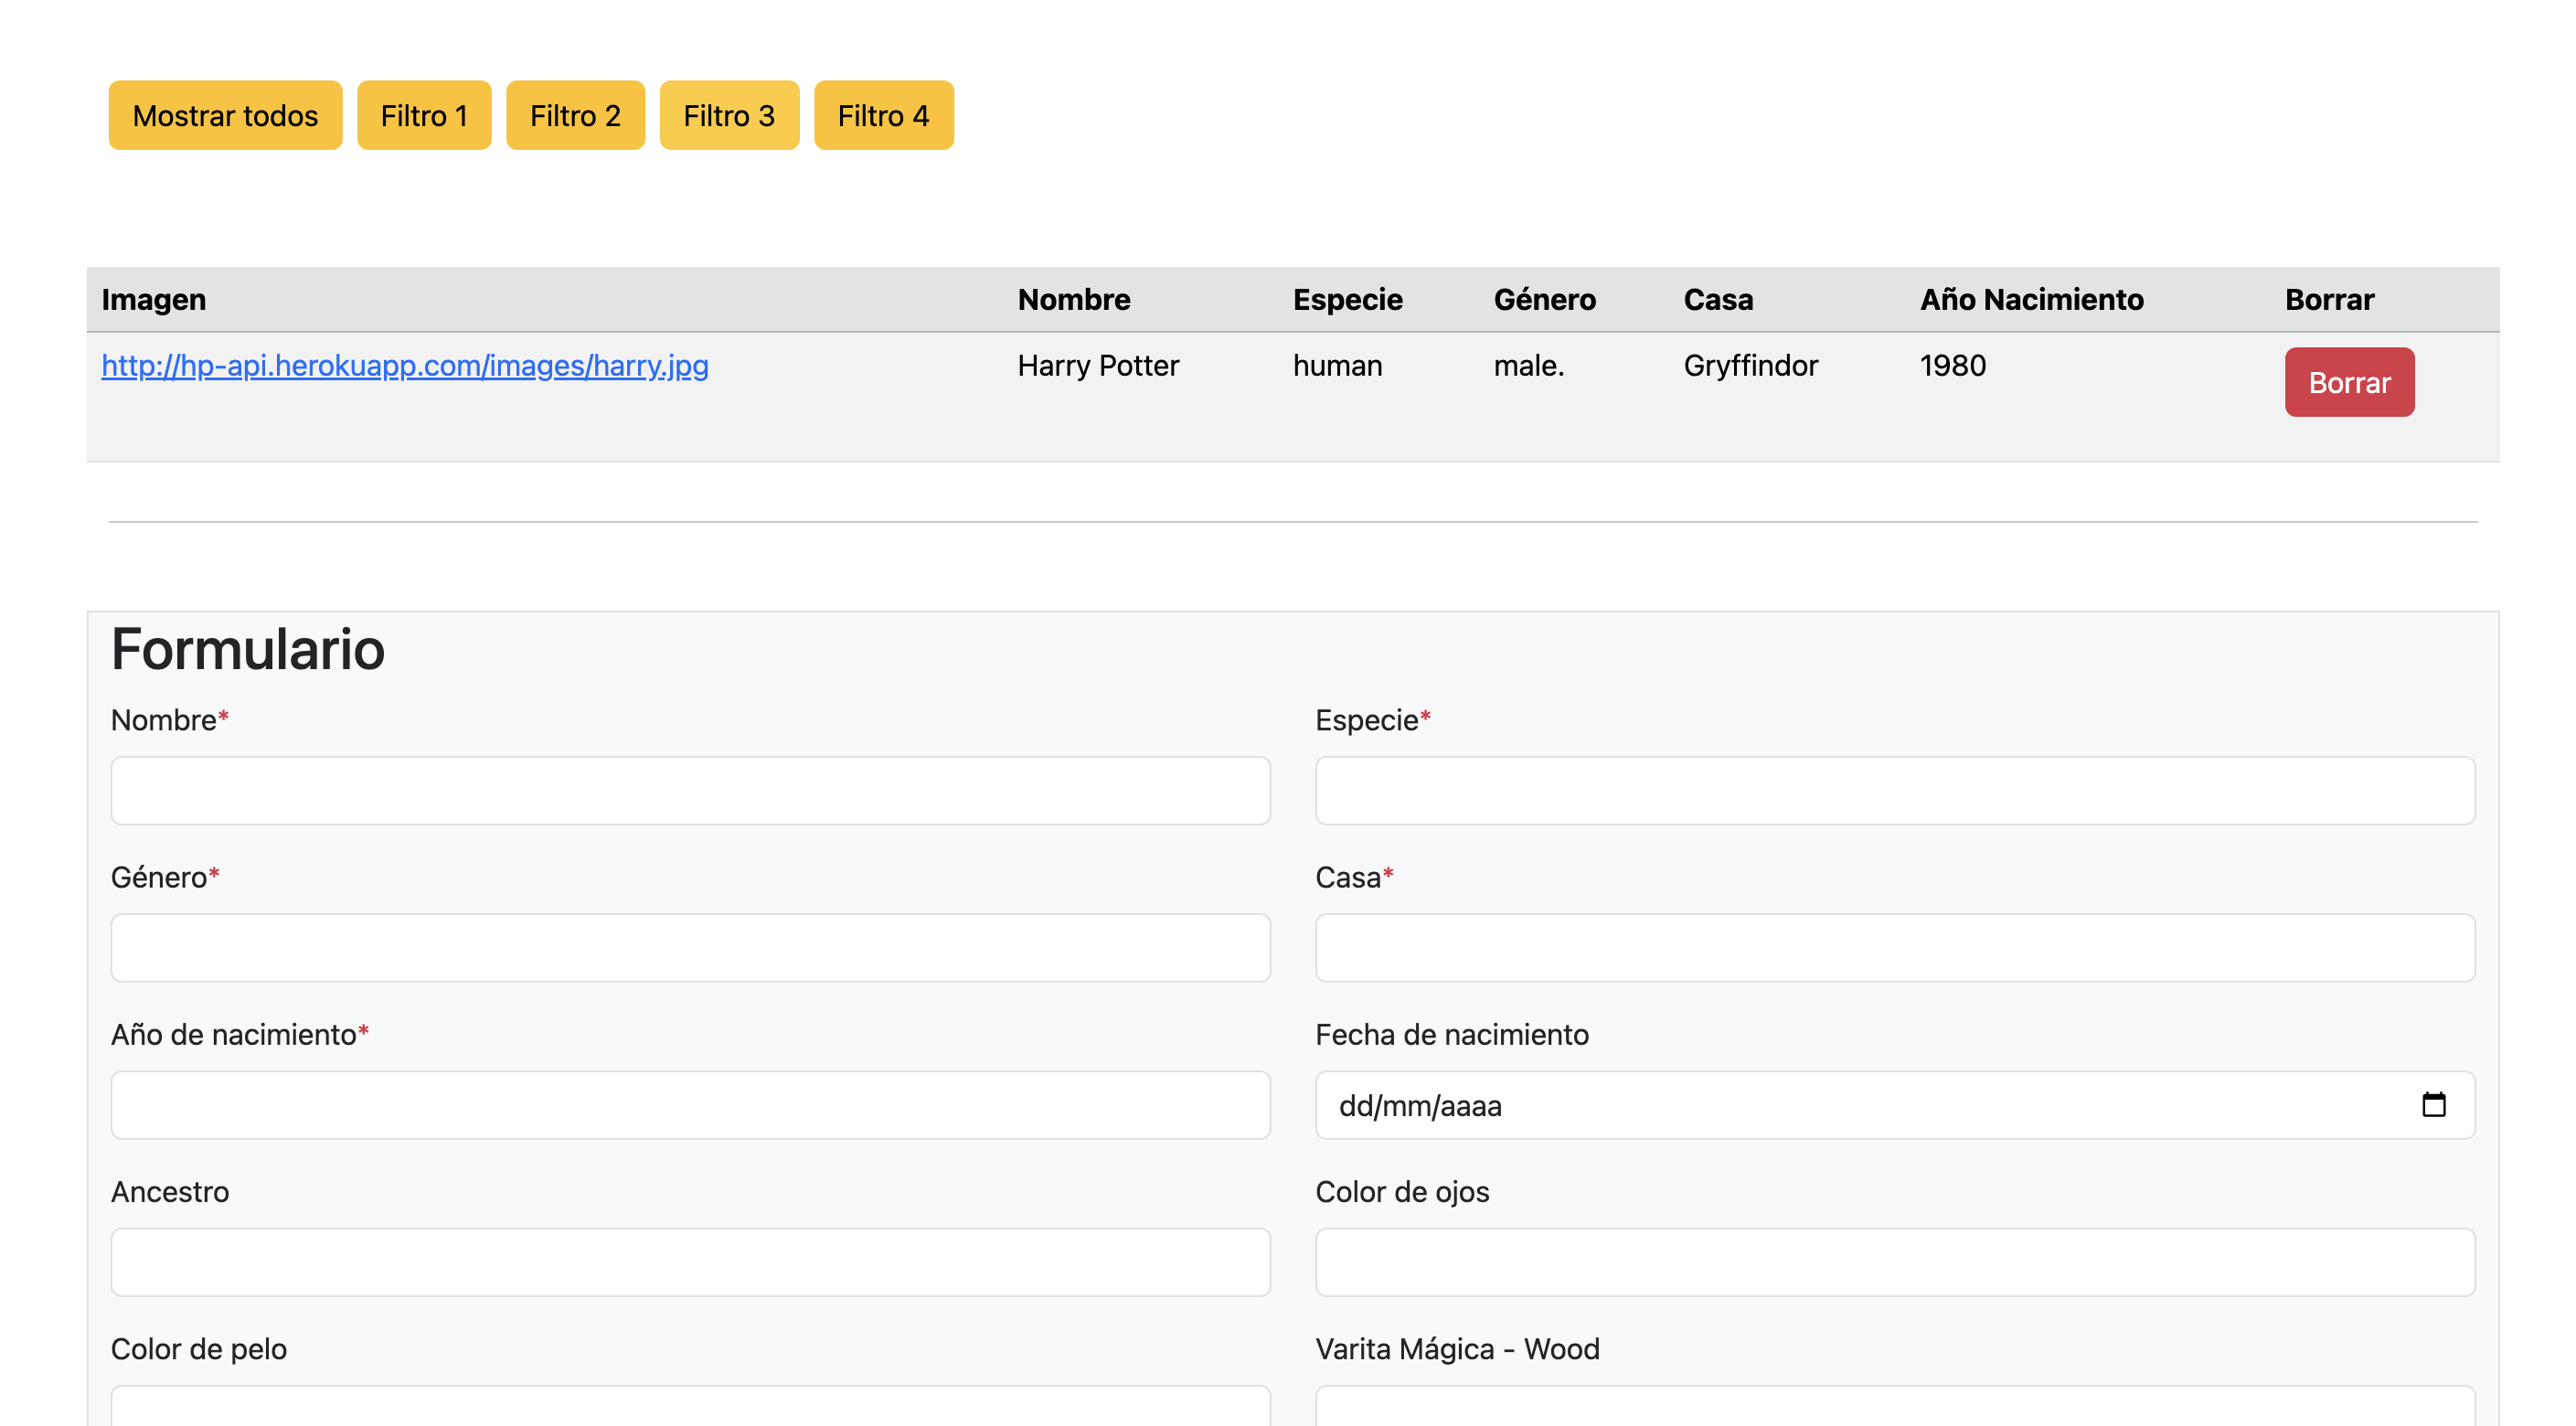 Mostrar todos Filtro 1 Filtro 2 Filtro 3 Filtro 4
Imagen Nombre Especie Género Casa Año Nacimiento Borrar
http://hp-api.herokuapp.com/images/harry.jpg Harry Potter human male. Gryffindor 1980 Borrar
Formulario
Nombre* Especie*
Género* Casa*
Año de nacimiento* Fecha de nacimiento
dd/mm/aaaa
Ancestro Color de ojos
Color de pelo Varita Mágica - Wood